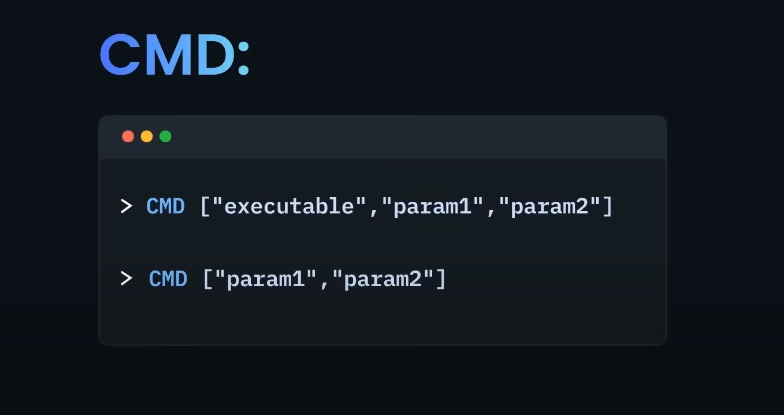 CMD:
> CMD ["executable","param1","param2"]
> CMD ["param1","param2"]